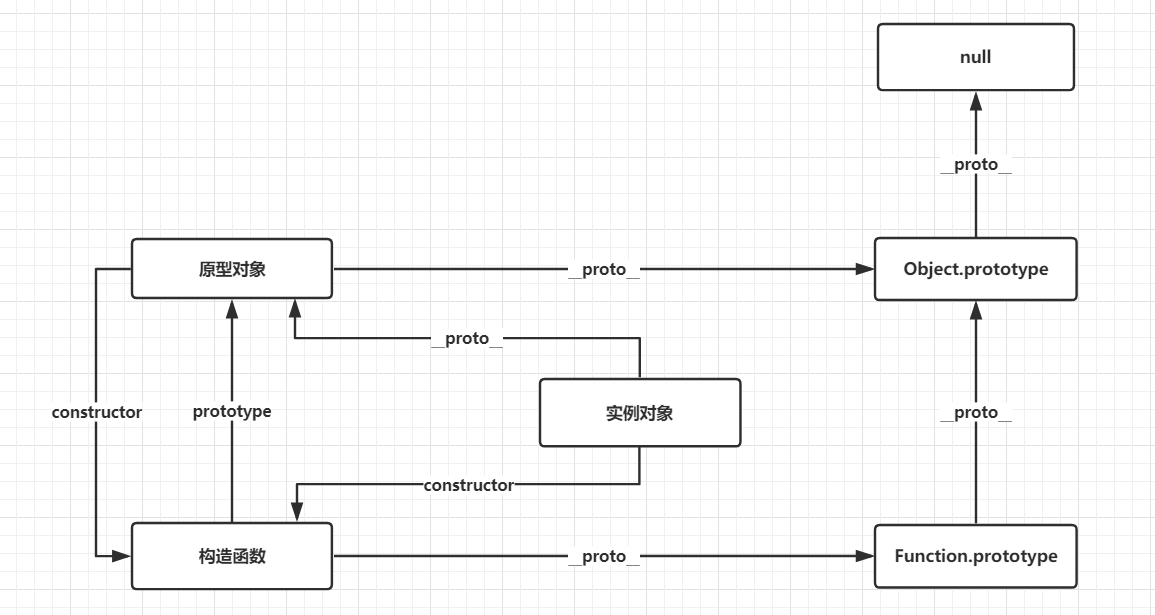 null
__proto__
原型对象
__proto__
Object.prototype
__proto__
实例对象
constructor
prototype
__proto__
constructor
构造函数
__proto__
Function.prototype